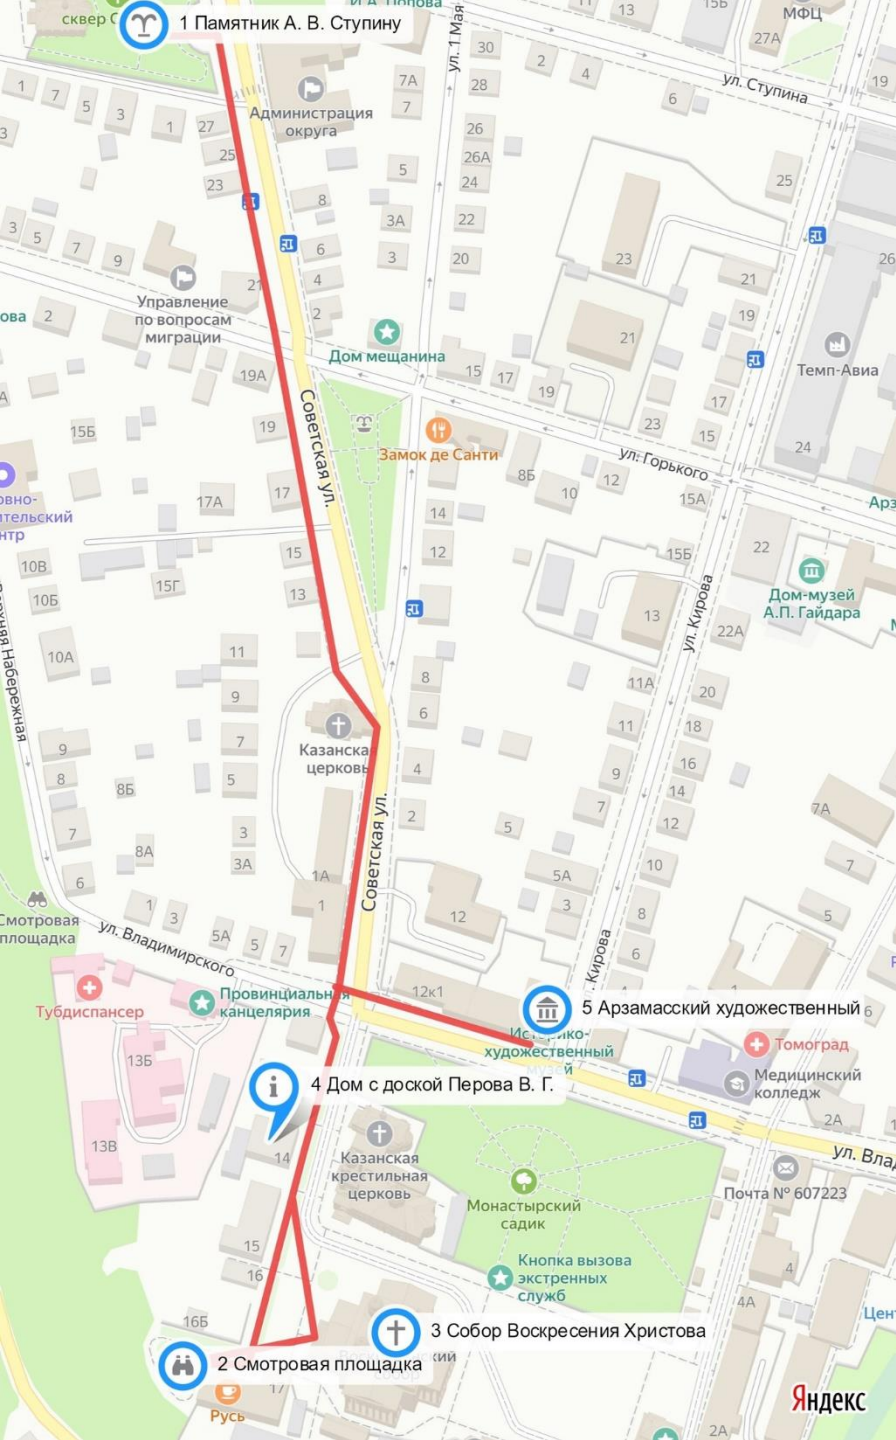 сквер
1 Памятник А. В. Ступину
ул. 1 Мая
30
28
26
26А
24
22
20
13
15Б
МФЦ
27А
ул. Ступина
2
4
6
7А
7
Администрация
округа
1
7
5
3
1
27
25
23
3
5
3А
3
8
6
4
2
25
3
5
7
9
21
Управление
по вопросам
миграции
2
Дом мещанина
23
21
21
19
17
15
26
Темп-Авиа
24
19А
19
15Б
Советская ул.
15
17
19
23
Замок де Санти
ул. Горького
8Б
10
12
15А
14
12
17А
17
15
13
15Г
10В
10Б
10А
15Б
13
22
22А
ул. Кирова
Дом-музей
А.П. Гайдара
Верхняя Набережная
11
9
7
5
3
3А
Казанская
церковь
8
6
4
2
11А
20
11
18
16
9
14
7
12
9
8
7
6
8Б
8А
1А
1
5
5А
3
12
10
8
6
7А
7
5
Смотровая
площадка
1
3
5А
5
7
ул. Владимирского
Советская ул.
Кирова
Тубдиспансер
Провинциальная
канцелярия
12к1
5 Арзамасский художественный
Историко-
художественный
музей
Томоград
Медицинский
колледж
2А
13Б
13В
4 Дом с доской Перова В. Г.
14
Казанская
крестильная
церковь
Монастырский
садик
Почта № 607223
Кнопка вызова
экстренных
служб
15
16
16Б
4
4А
3 Собор Воскресения Христова
2 Смотровая площадка
17
Русь
2А
Яндекс